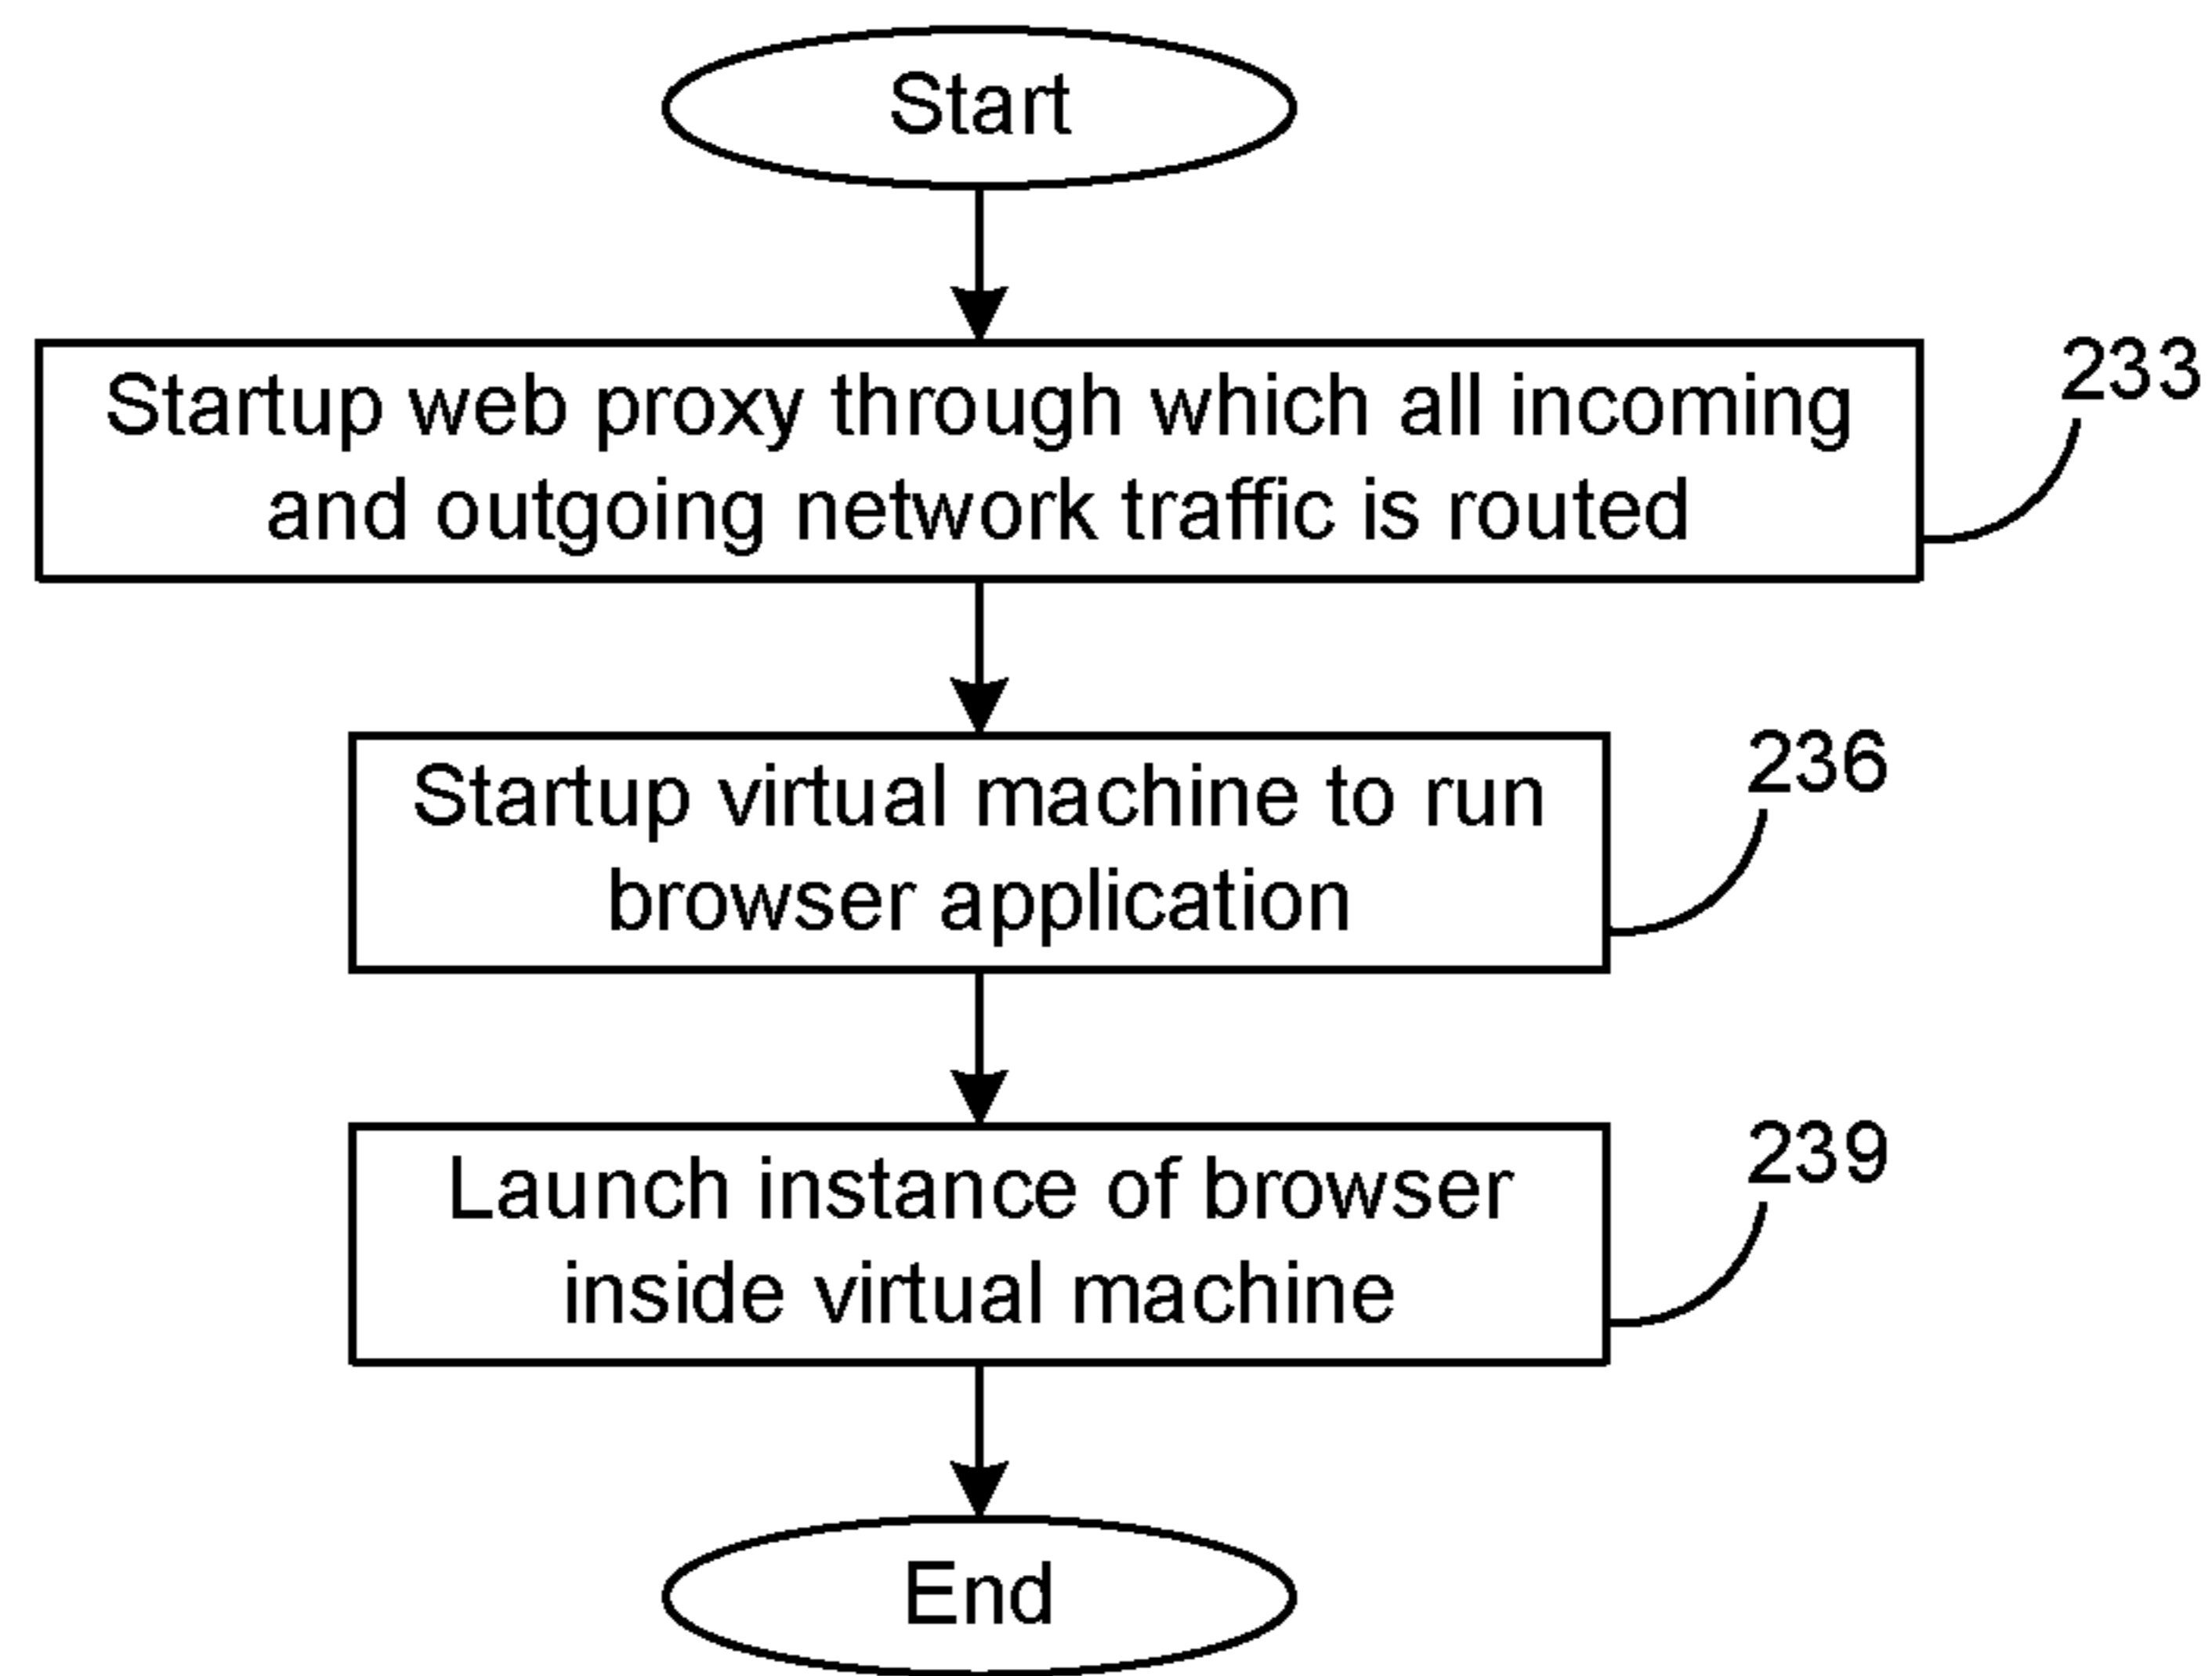 Start
Startup web proxy through which all incoming
and outgoing network traffic is routed
233
Startup virtual machine to run
browser application
236
Launch instance of browser
inside virtual machine
239
End